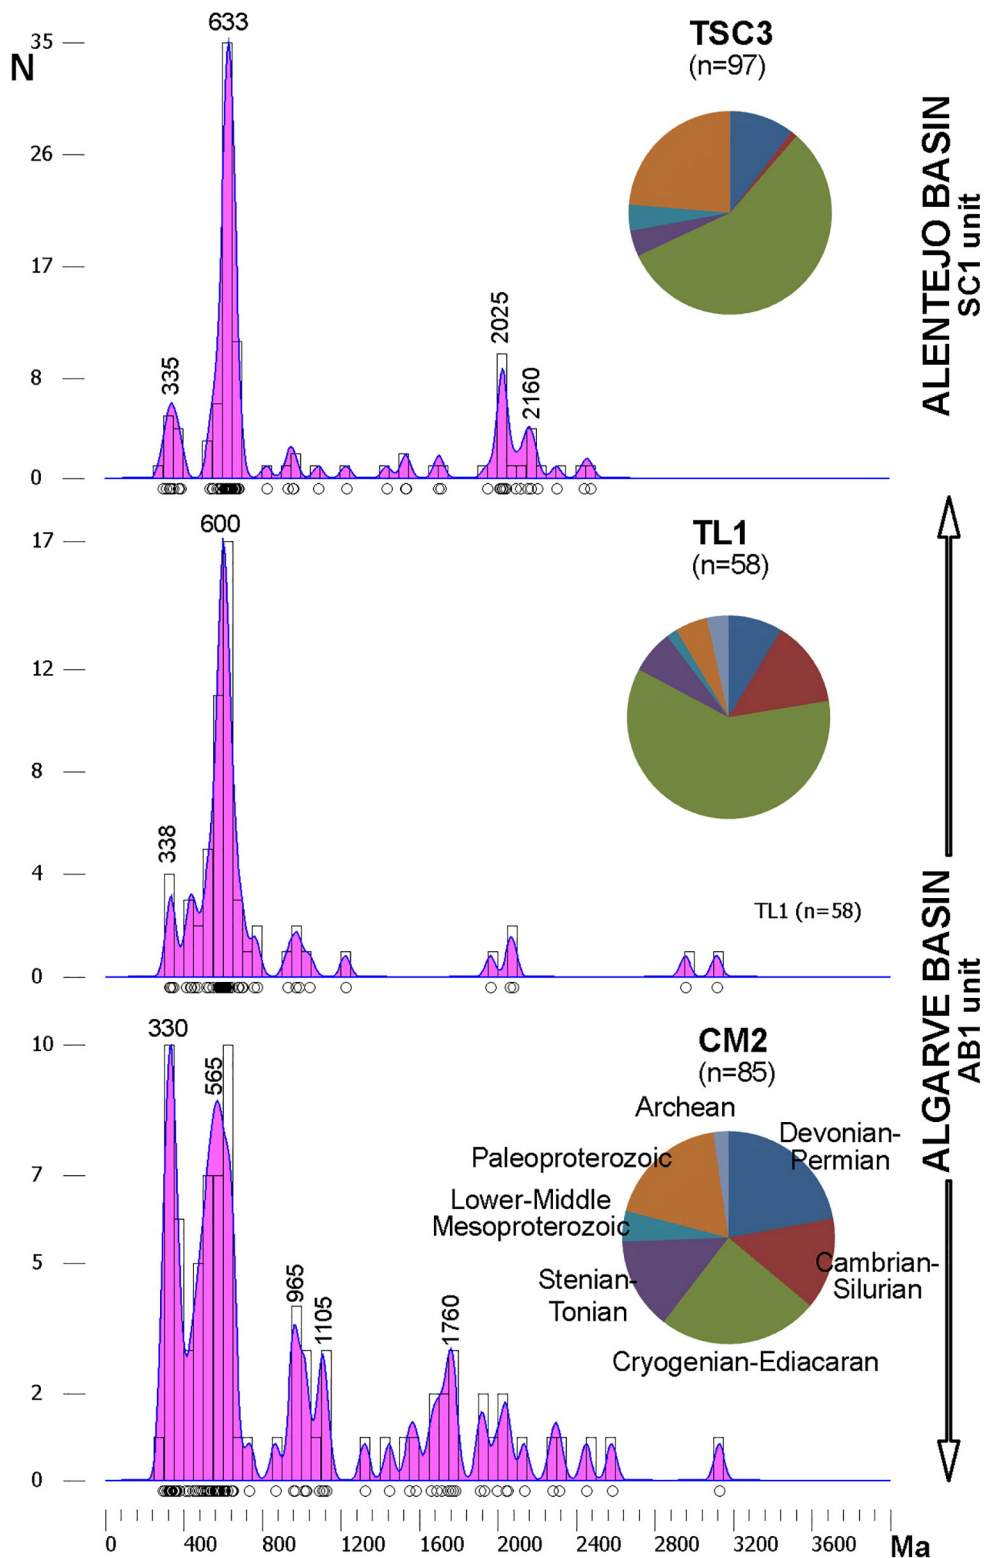 633
TSC3
(n=97)
N
35
26
17
8
0
335
2025
2160
ALENTEJO BASIN
SC1 unit
600
TL1
(n=58)
17
12
8
4
0
338
TL1 (n=58)
330
CM2
(n=85)
10
7
5
2
0
565
965
1105
1760
Archean
Devonian-
Permian
Paleoproterozoic
Lower-Middle
Mesoproterozoic
Cambrian-
Silurian
Stenian-
Tonian
Cryogenian-Ediacaran
ALGARVE BASIN
AB1 unit
0 400 800 1200 1600 2000 2400 2800 3200 3600 Ma